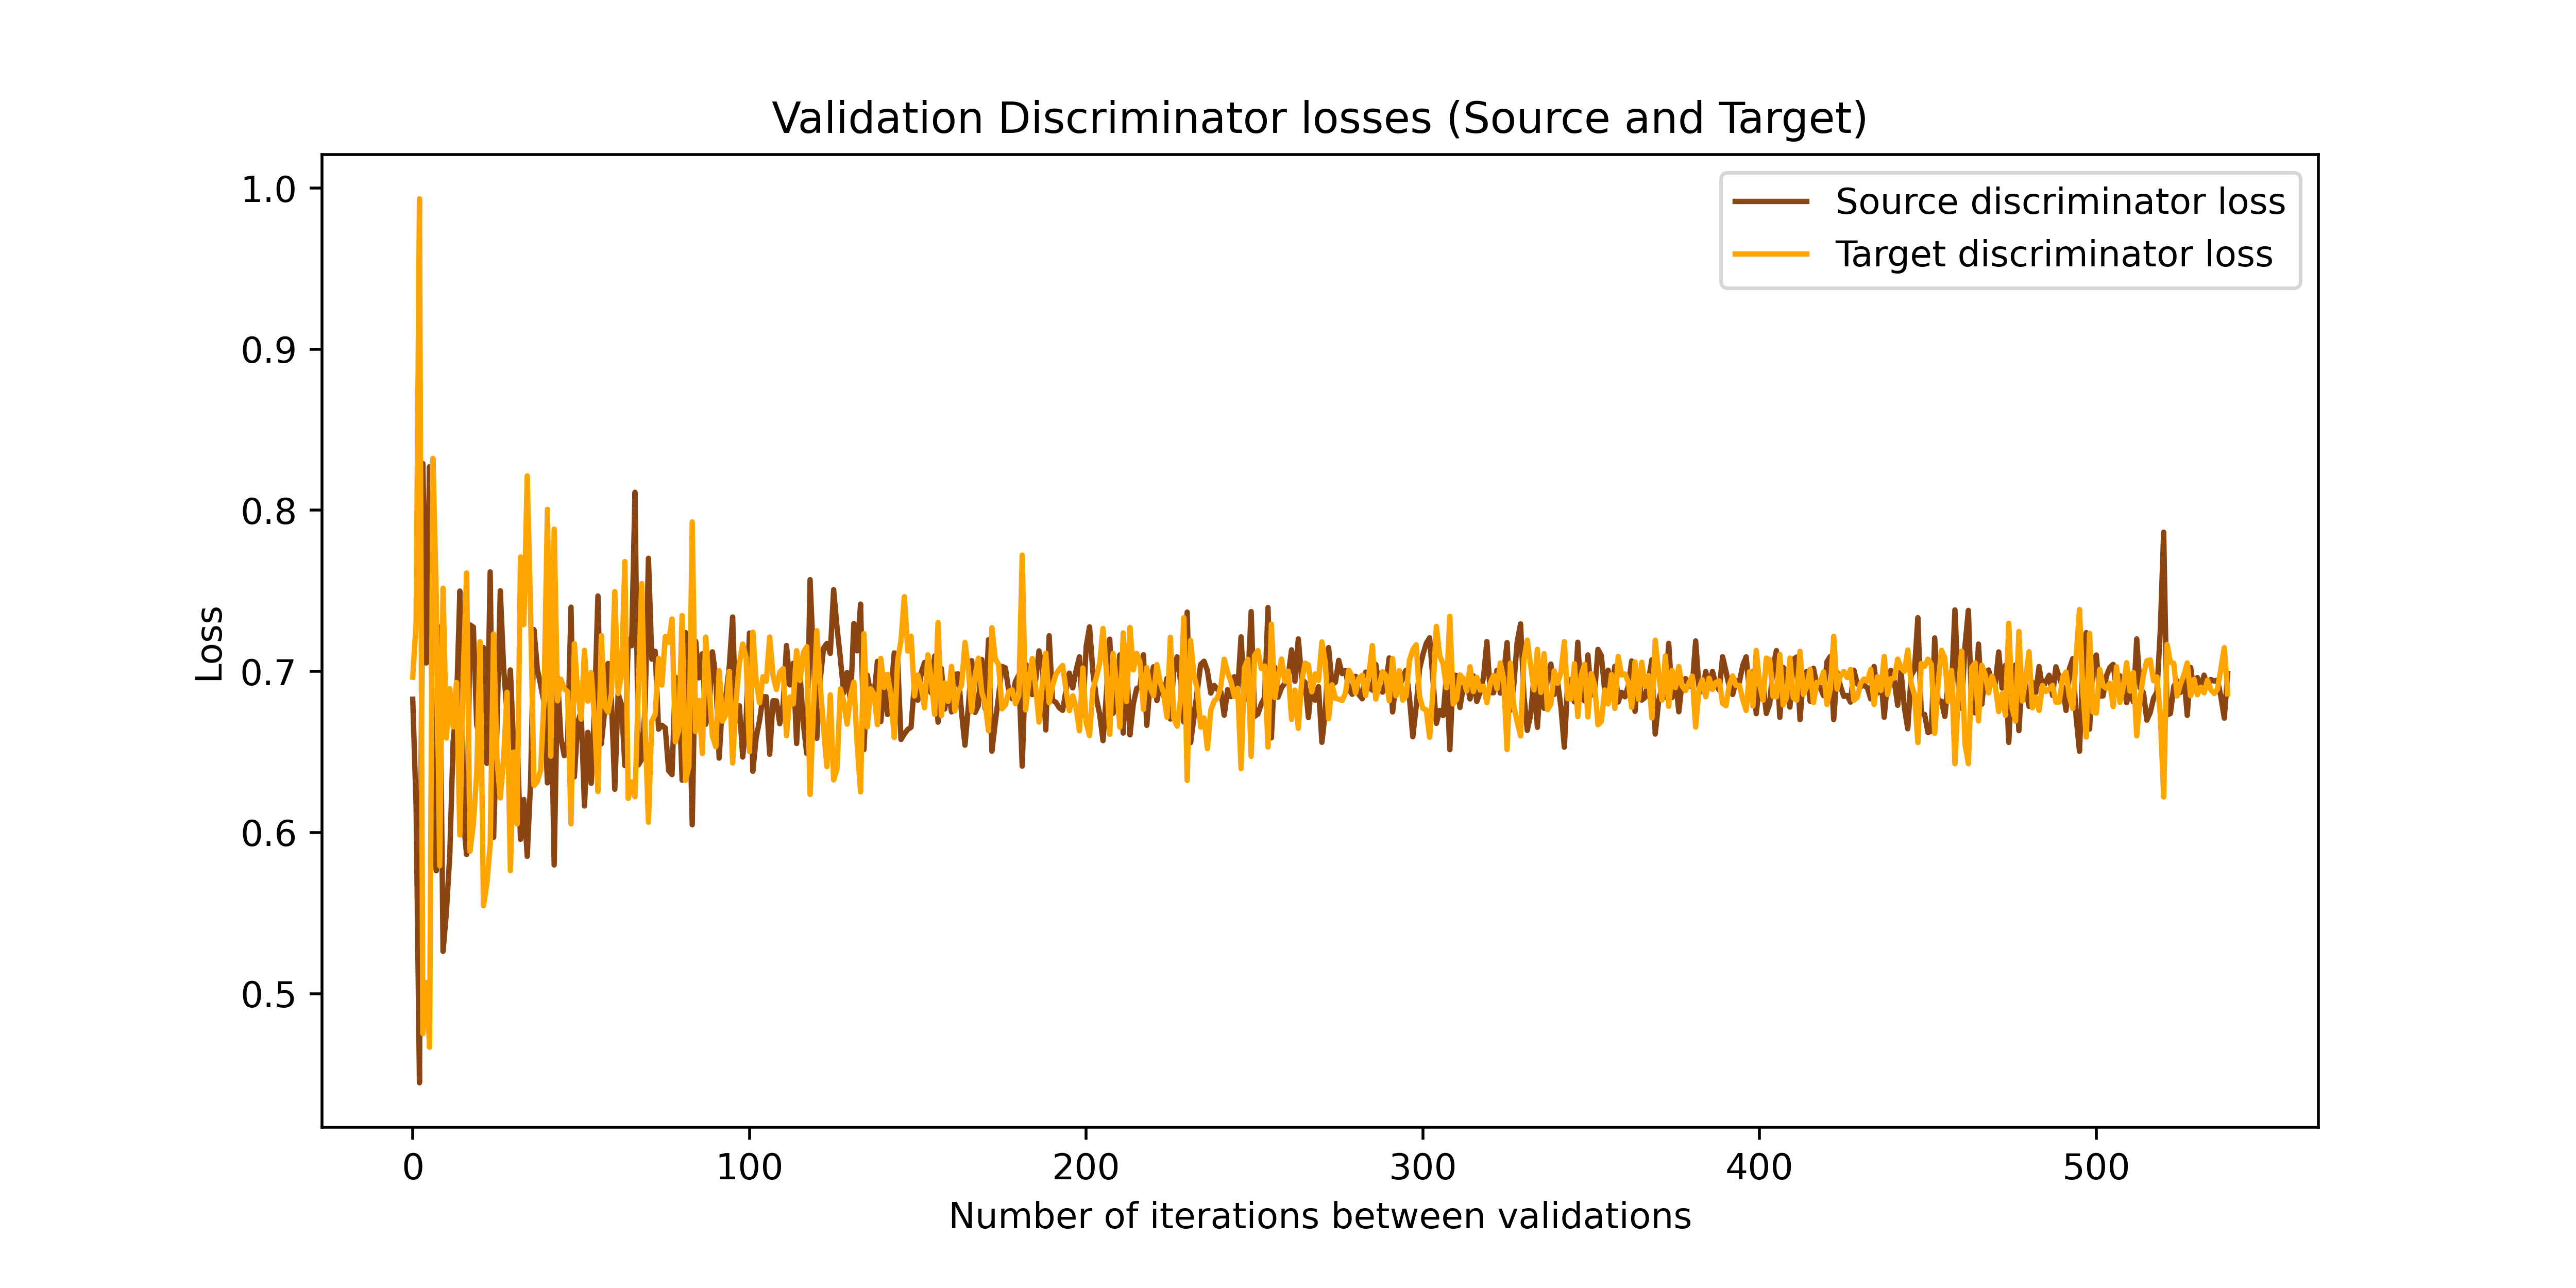 Validation Discriminator losses (Source and Target)
1.0
0.9
0.8
0.7
0.6
0.5
Loss
Source discriminator loss
Target discriminator loss
0 100 200 300 400 500
Number of iterations between validations